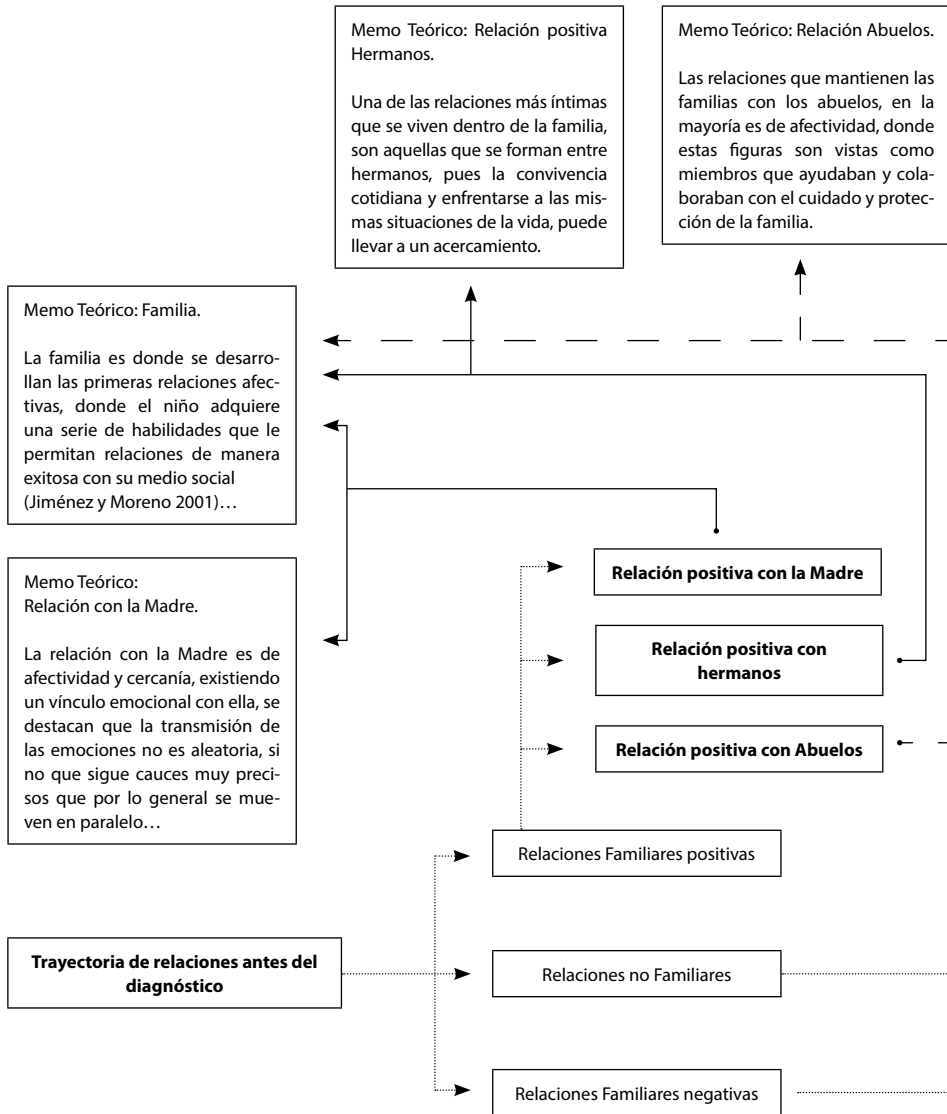 Memo Teórico: Relación positiva
Hermanos.
Una de las relaciones más íntimas
que se viven dentro de la familia,
son aquellas que se forman entre
hermanos, pues la convivencia
cotidiana y enfrentarse a las mis-
mas situaciones de la vida, puede
llevar a un acercamiento.
Memo Teórico: Relación Abuelos.
Las relaciones que mantienen las
familias con los abuelos, en la
mayoría es de afectividad, donde
estas figuras son vistas como
miembros que ayudaban y cola-
boraban con el cuidado y protec-
ción de la familia.
Memo Teórico: Familia.
La familia es donde se desarro-
llan las primeras relaciones afec-
tivas, donde el niño adquiere
una serie de habilidades que le
permitan relaciones de manera
exitosa con su medio social
(Jiménez y Moreno 2001)…
Memo Teórico:
Relación con la Madre.
La relación con la Madre es de
afectividad y cercanía, existiendo
un vínculo emocional con ella, se
destacan que la transmisión de
las emociones no es aleatoria, si
no que sigue cauces muy preci-
sos que por lo general se mue-
ven en paralelo…
Relación positiva con la Madre
Relación positiva con
hermanos
Relación positiva con Abuelos
Relaciones Familiares positivas
Trayectoria de relaciones antes del
diagnóstico
Relaciones no Familiares
Relaciones Familiares negativas